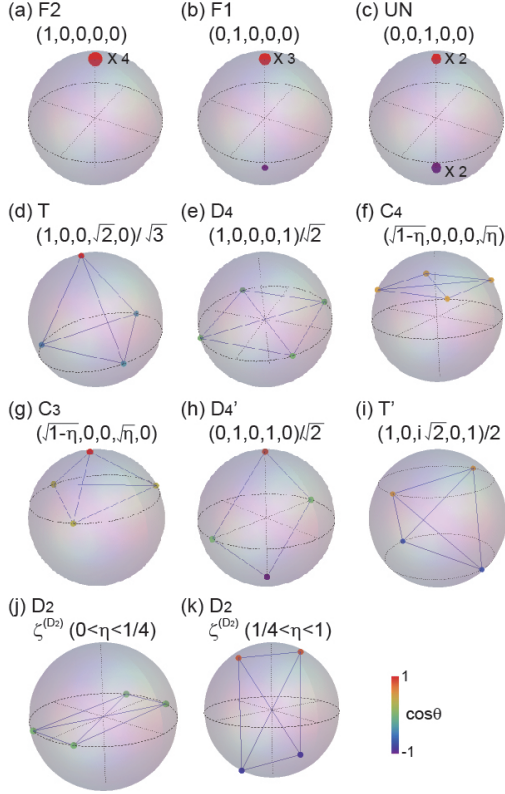 (a) F2
(1,0,0,0,0)
X 4
(b) F1
(0,1,0,0,0)
X 3
(c) UN
(0,0,1,0,0)
X 2
X 2
(d) T
(1,0,0,√2,0)/√3
(e) D4
(1,0,0,0,1)/√2
(f) C4
(√1-η,0,0,0,√η)
(g) C3
(√1-η,0,0,√η,0)
(h) D4'
(0,1,0,1,0)/√2
(i) T'
(1,0,i√2,0,1)/2
(j) D2
ζ(D2) (0<η<1/4)
(k) D2
ζ(D2) (1/4<η<1)
1
cosθ
-1